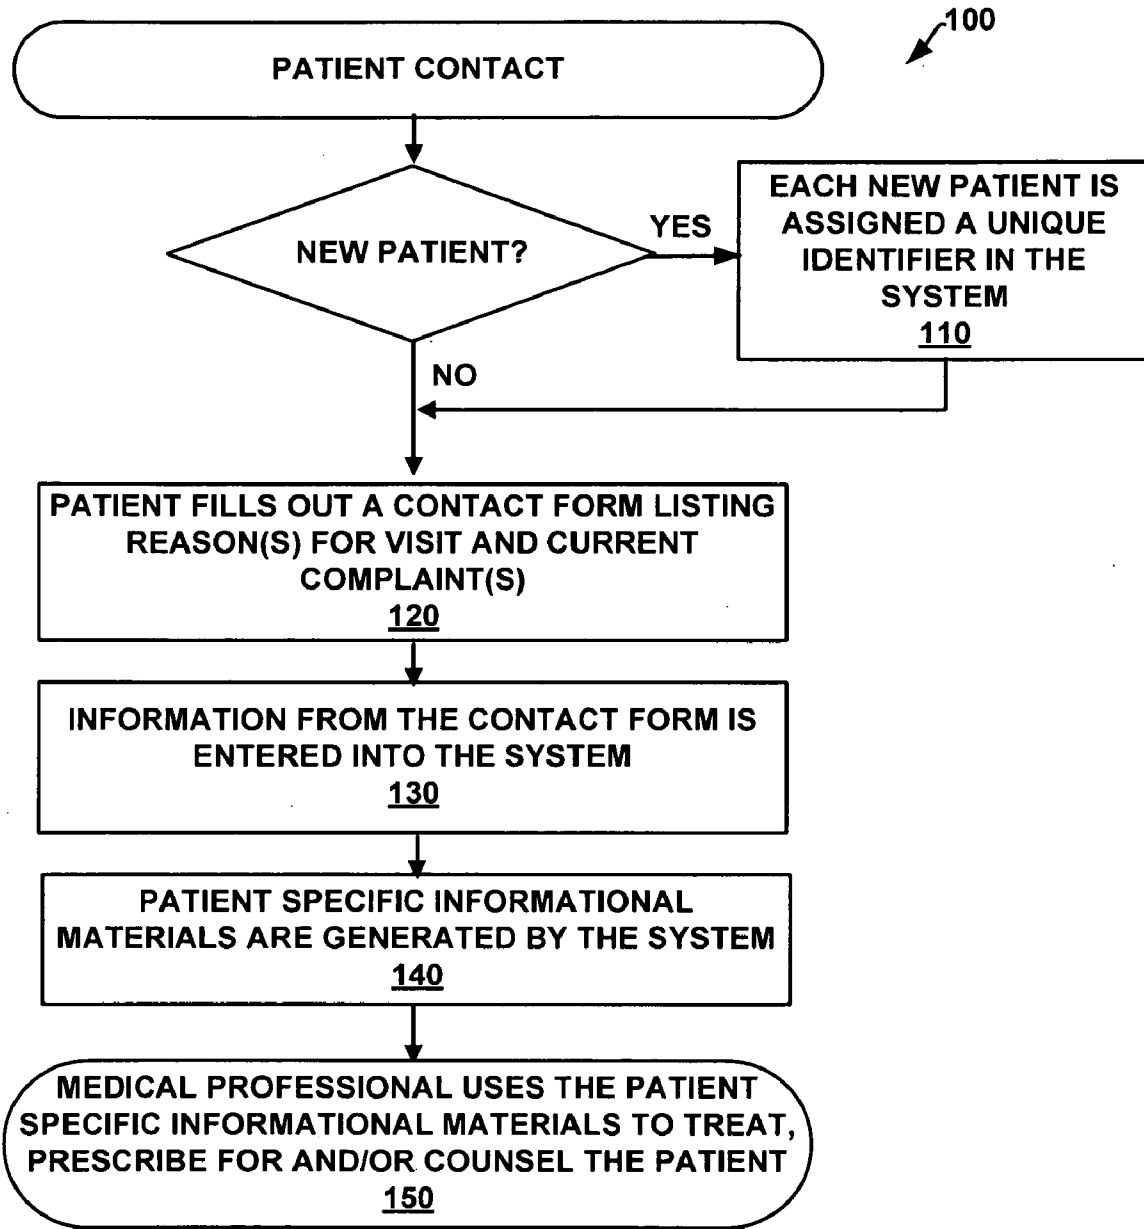 100
PATIENT CONTACT
NEW PATIENT?
YES
EACH NEW PATIENT IS
ASSIGNED A UNIQUE
IDENTIFIER IN THE
SYSTEM
110
NO
PATIENT FILLS OUT A CONTACT FORM LISTING
REASON(S) FOR VISIT AND CURRENT
COMPLAINT(S)
120
INFORMATION FROM THE CONTACT FORM IS
ENTERED INTO THE SYSTEM
130
PATIENT SPECIFIC INFORMATIONAL
MATERIALS ARE GENERATED BY THE SYSTEM
140
MEDICAL PROFESSIONAL USES THE PATIENT
SPECIFIC INFORMATIONAL MATERIALS TO TREAT,
PRESCRIBE FOR AND/OR COUNSEL THE PATIENT
150